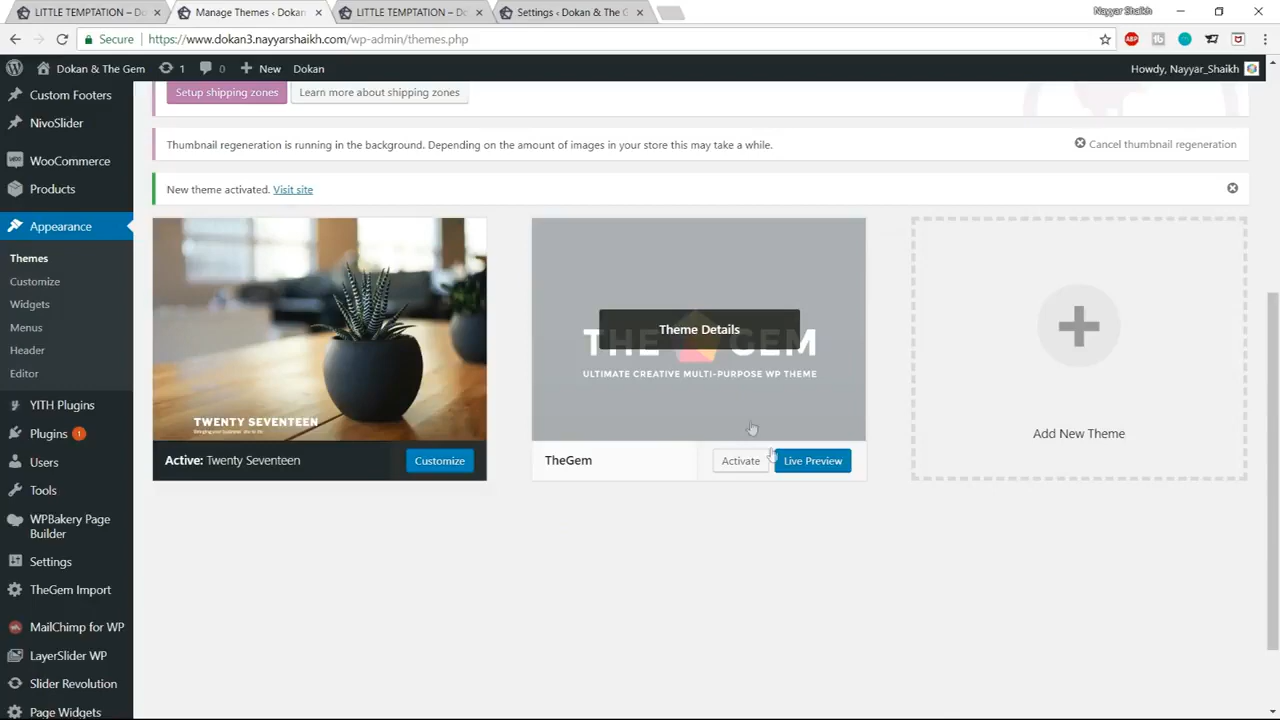 LITTLE TEMPTATION – Do
Manage Themes ‹ Dokan
LITTLE TEMPTATION – Do
Settings ‹ Dokan & The G
Nayyar Shaikh
Secure
https://www.dokan3.nayyarshaikh.com/wp-admin/themes.php
ABP
Dokan & The Gem
1
0
New
Dokan
Howdy, Nayyar_Shaikh
Custom Footers
NivoSlider
WooCommerce
Products
Appearance
Themes
Customize
Widgets
Menus
Header
Editor
YITH Plugins
Plugins 1
Users
Tools
WPBakery Page
Builder
Settings
TheGem Import
MailChimp for WP
LayerSlider WP
Slider Revolution
Page Widgets
Setup shipping zones
Learn more about shipping zones
Thumbnail regeneration is running in the background. Depending on the amount of images in your store this may take a while.
Cancel thumbnail regeneration
New theme activated. Visit site
TWENTY SEVENTEEN
Active: Twenty Seventeen
Customize
Theme Details
THE GEM
ULTIMATE CREATIVE MULTI-PURPOSE WP THEME
TheGem
Activate
Live Preview
Add New Theme